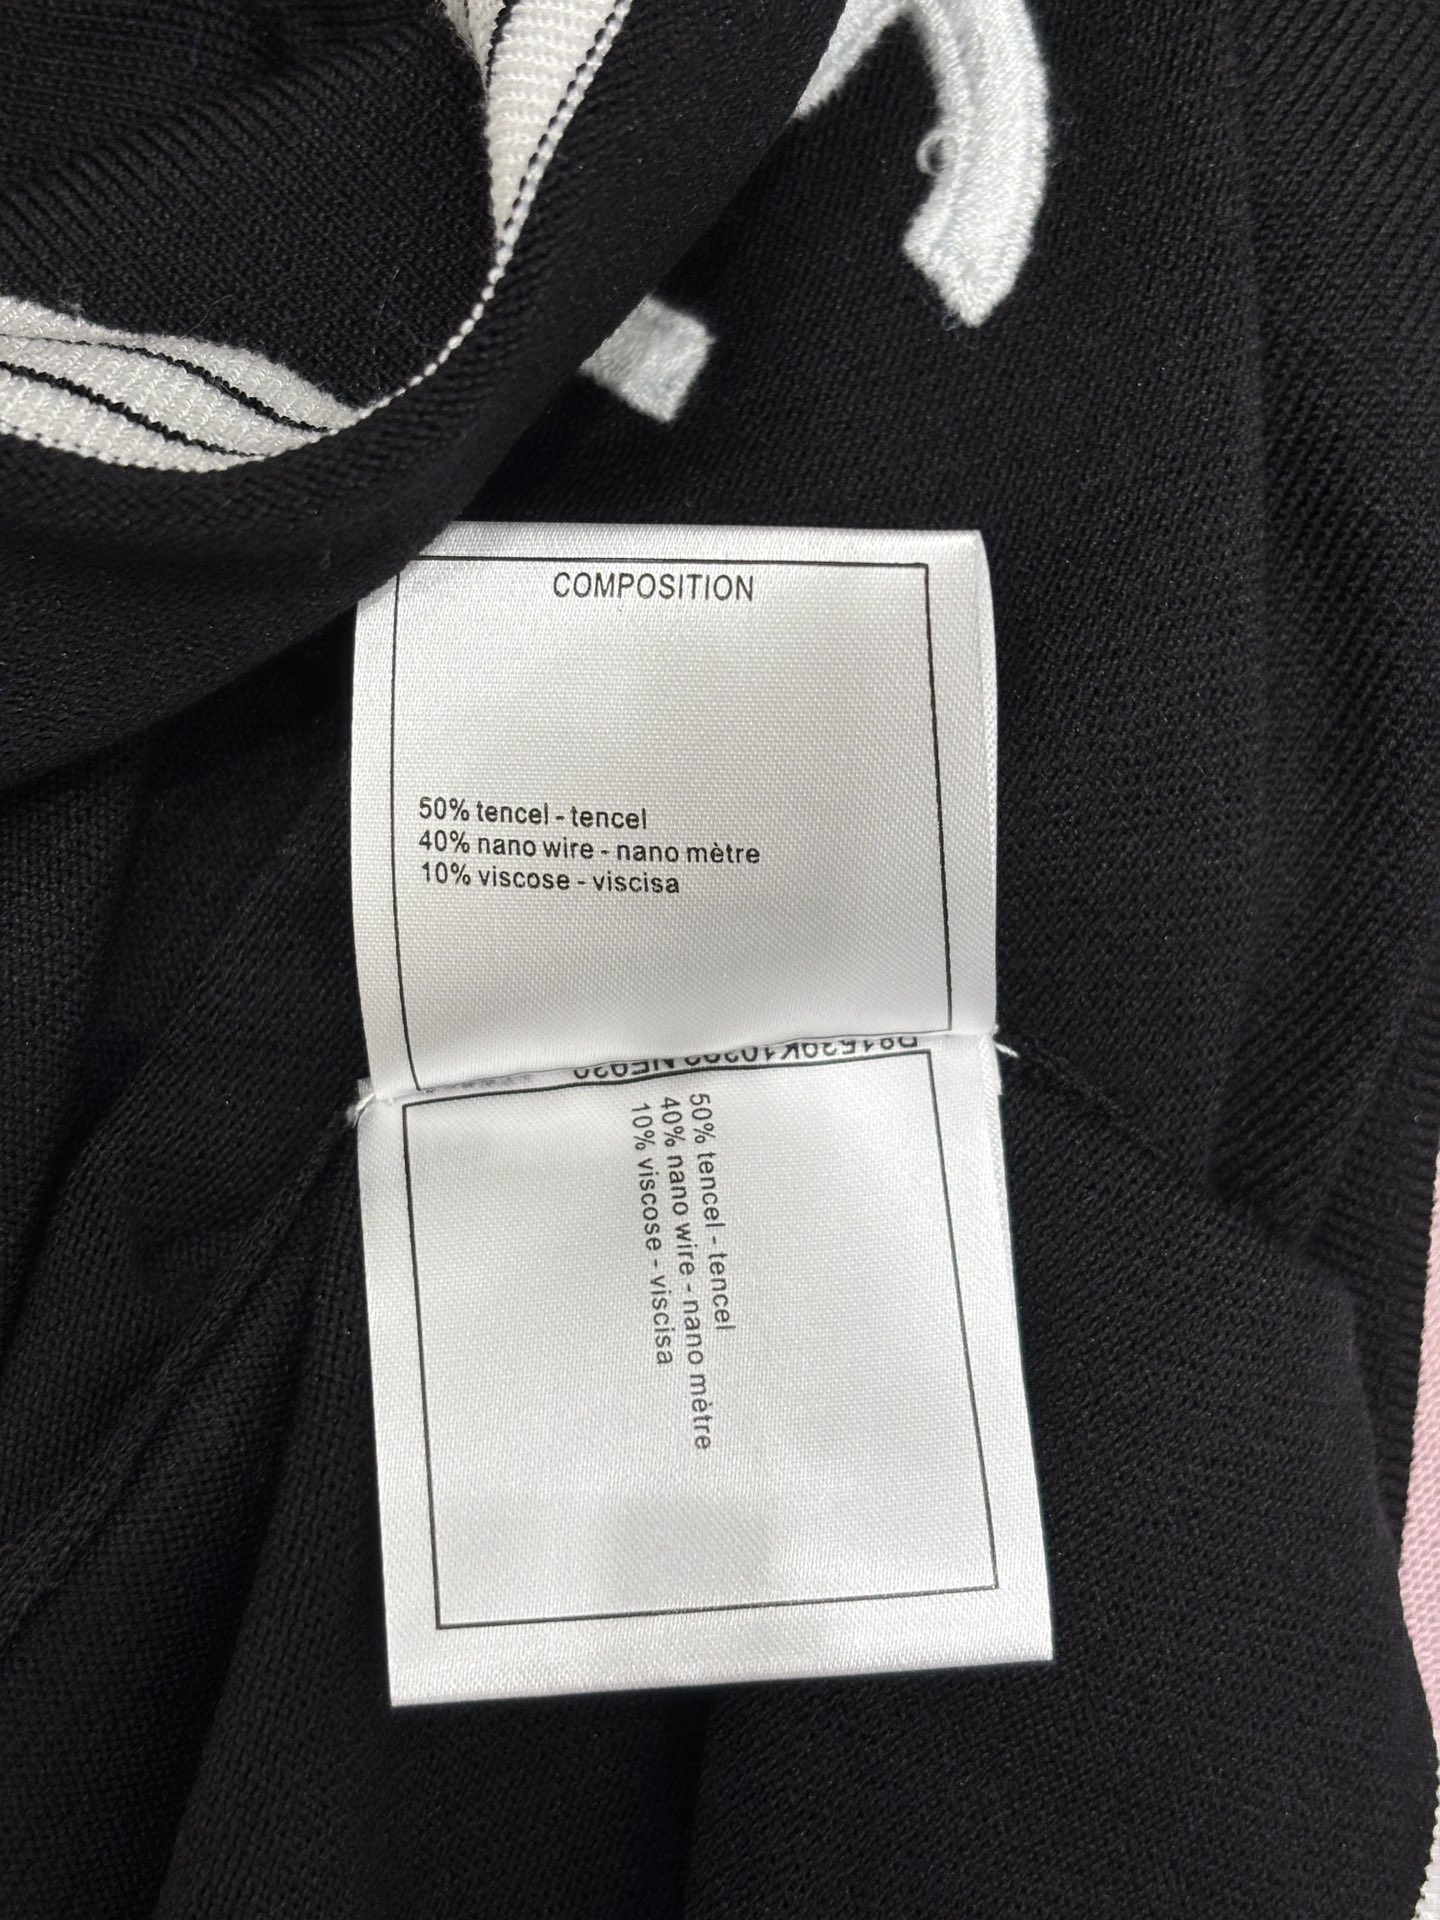 COMPOSITION
50% tencel - tencel
40% nano wire - nano mètre
10% viscose - viscisa
50% tencel - tencel
40% nano wire - nano mètre
10% viscose - viscisa